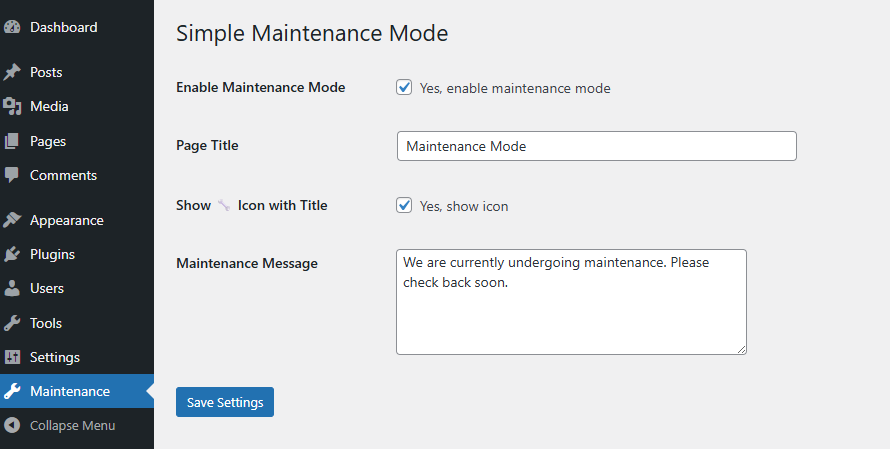 Dashboard
Posts
Media
Pages
Comments
Appearance
Plugins
Users
Tools
Settings
Maintenance
Collapse Menu
Simple Maintenance Mode
Enable Maintenance Mode
Yes, enable maintenance mode
Page Title
Maintenance Mode
Show 🔧 Icon with Title
Yes, show icon
Maintenance Message
We are currently undergoing maintenance. Please
check back soon.
Save Settings